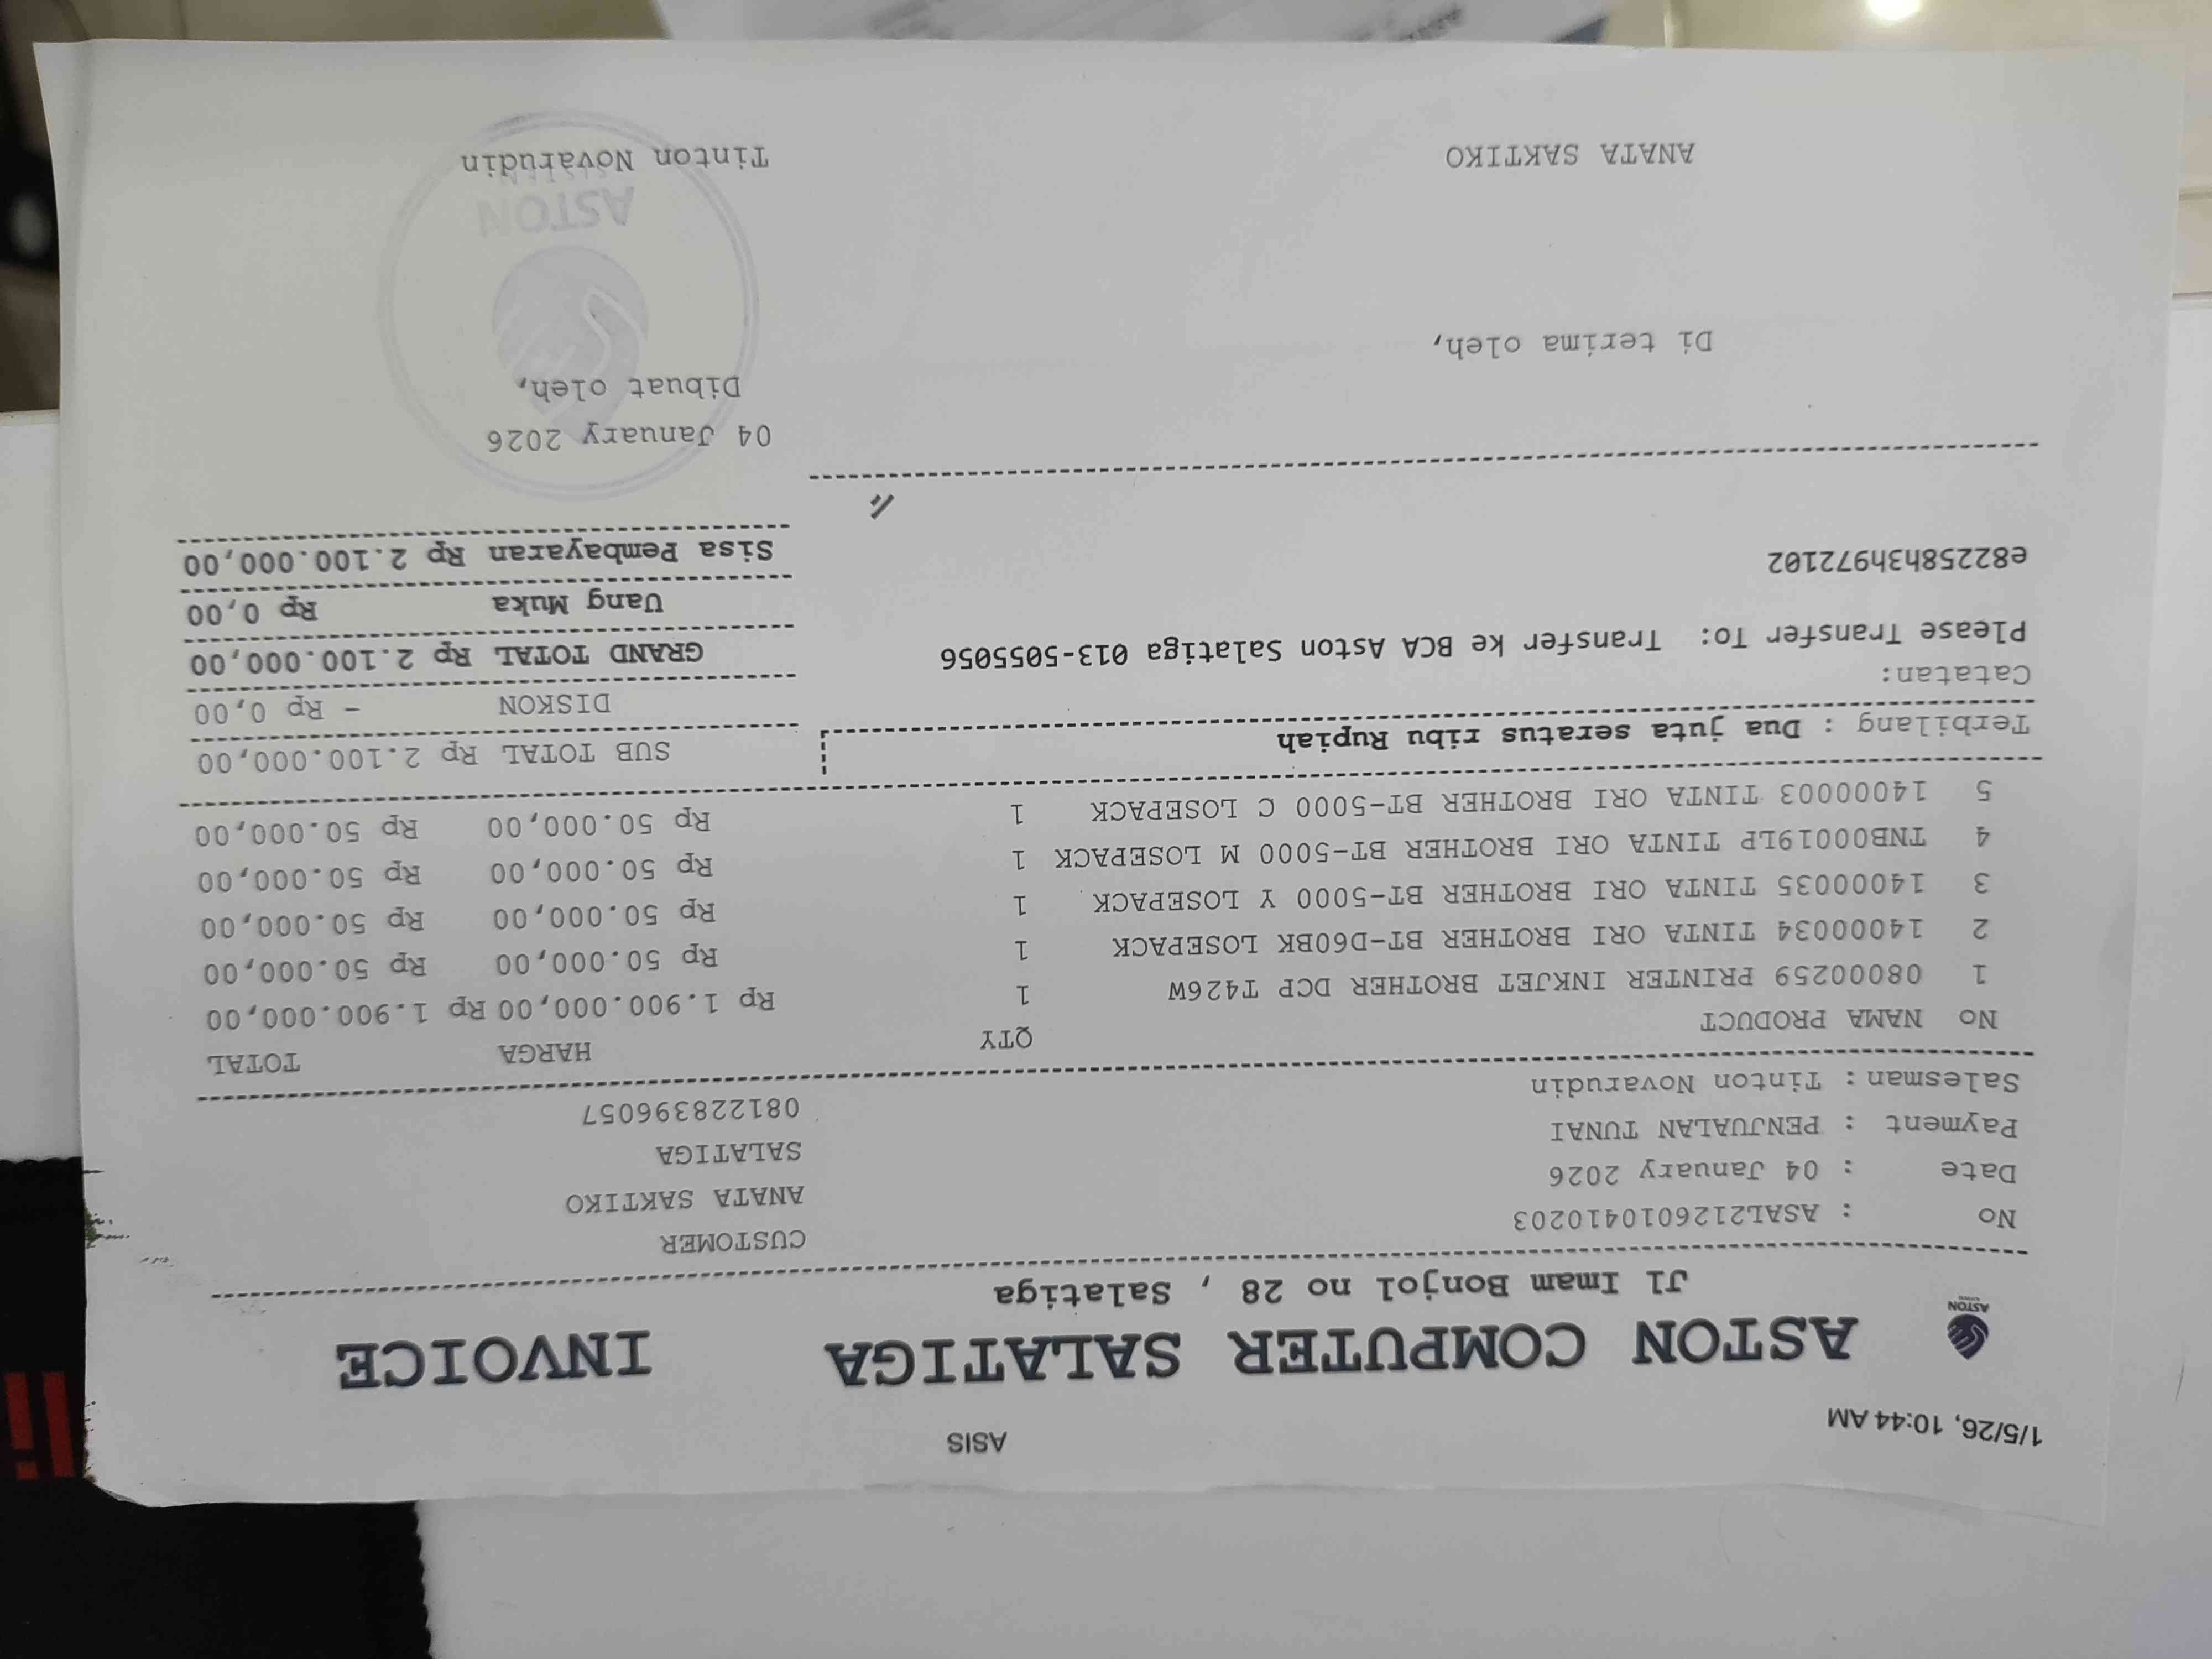 1/5/26, 10:44 AM
ASIS
ASTON
ASTON COMPUTER SALATIGA INVOICE
Jl Imam Bonjol no 28 , Salatiga
No : ASAL21260104110203
Date : 04 January 2026
Payment : PENJUALAN TUNAI
Salesman : Tinton Novarudin
CUSTOMER
ANATA SAKTIKO
SALATIGA
081228396057
No NAMA PRODUCT QTY HARGA TOTAL
1 08000259 PRINTER INKJET BROTHER DCP T426W 1 Rp 1.900.000,00 Rp 1.900.000,00
2 14000034 TINTA ORI BROTHER BT-D60BK LOSEPACK 1 Rp 50.000,00 Rp 50.000,00
3 14000035 TINTA ORI BROTHER BT-5000 Y LOSEPACK 1 Rp 50.000,00 Rp 50.000,00
4 TNB00019LP TINTA ORI BROTHER BT-5000 M LOSEPACK 1 Rp 50.000,00 Rp 50.000,00
5 14000003 TINTA ORI BROTHER BT-5000 C LOSEPACK 1 Rp 50.000,00 Rp 50.000,00
Terbilang : Dua juta seratus ribu Rupiah
Catatan:
Please Transfer To: Transfer ke BCA Aston Salatiga 013-5055056
e82258h3h972102
SUB TOTAL Rp 2.100.000,00
DISKON - Rp 0,00
GRAND TOTAL Rp 2.100.000,00
Uang Muka Rp 0,00
Sisa Pembayaran Rp 2.100.000,00
04 January 2026
Di terima oleh,
Dibuat oleh,
ASTON
ANATA SAKTIKO
Tinton Novarudin